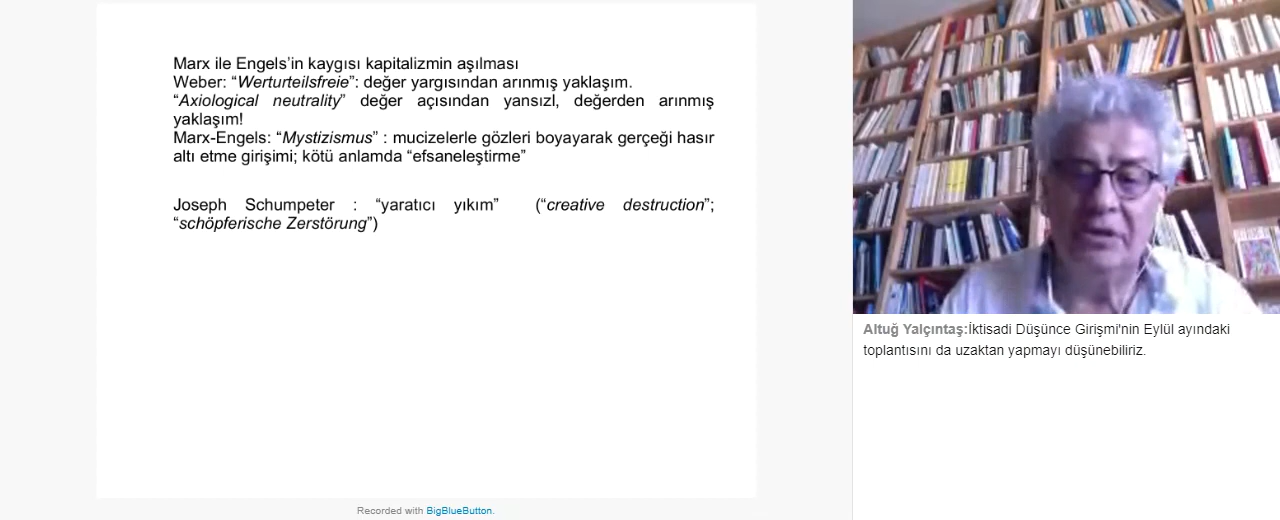 Marx ile Engels’in kaygısı kapitalizmin aşılması
Weber: “Werturteilsfreie”: değer yargısından arınmış yaklaşım.
“Axiological neutrality” değer açısından yansızl, değerden arınmış
yaklaşım!
Marx-Engels: “Mystizismus” : mucizelerle gözleri boyayarak gerçeği hasır
altı etme girişimi; kötü anlamda “efsaneleştirme”
Joseph Schumpeter : “yaratıcı yıkım” (“creative destruction”;
“schöpferische Zerstörung”)
Recorded with BigBlueButton.
Altuğ Yalçıntaş:İktisadi Düşünce Girişmi'nin Eylül ayındaki
toplantısını da uzaktan yapmayı düşünebiliriz.